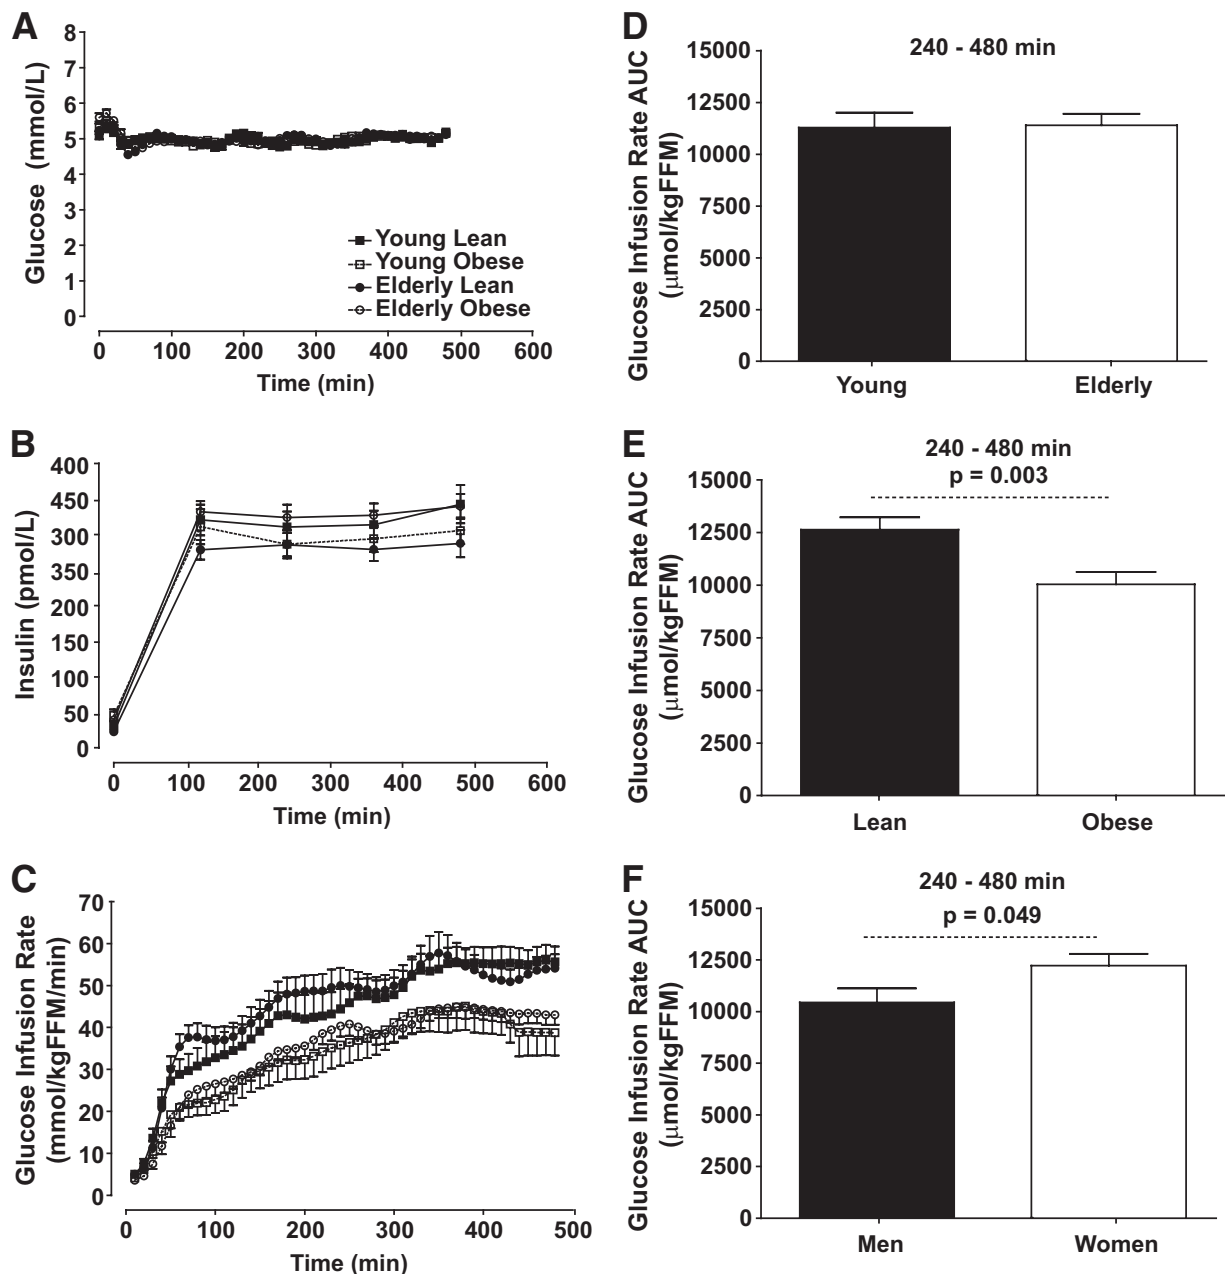 A
Glucose (mmol/L)
8
7
6
5
4
3
2
1
0
Young Lean
Young Obese
Elderly Lean
Elderly Obese
0 100 200 300 400 500 600
Time (min)
B
Insulin (pmol/L)
400
450
300
350
200
150
100
50
0
0 100 200 300 400 500 600
Time (min)
C
Glucose Infusion Rate
(mmol/kgFFM/min)
70
60
50
40
30
20
10
0
0 100 200 300 400 500
Time (min)
D
240 - 480 min
Glucose Infusion Rate AUC
(μmol/kgFFM)
15000
12500
10000
7500
5000
2500
0
Young Elderly
E
240 - 480 min
p = 0.003
Glucose Infusion Rate AUC
(μmol/kgFFM)
15000
12500
10000
7500
5000
2500
0
Lean Obese
F
240 - 480 min
p = 0.049
Glucose Infusion Rate AUC
(μmol/kgFFM)
15000
12500
10000
7500
5000
2500
0
Men Women